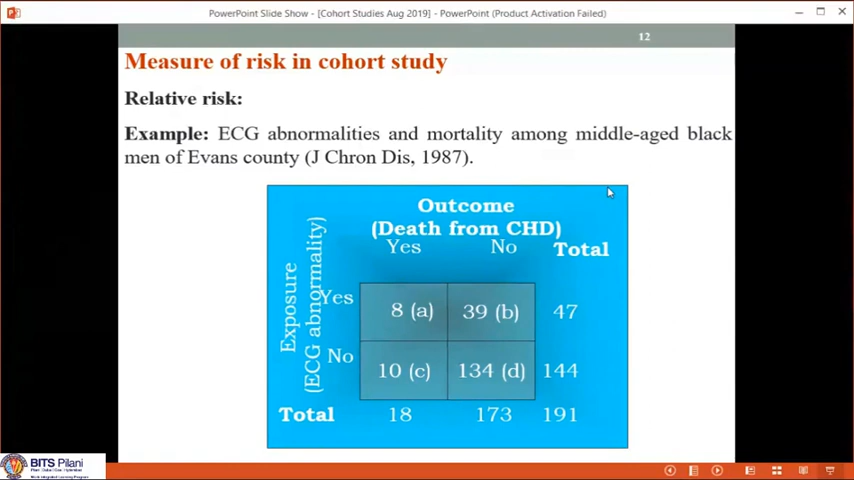 PowerPoint Slide Show - [Cohort Studies Aug 2019] - PowerPoint (Product Activation Failed)
12
Measure of risk in cohort study
Relative risk:
Example: ECG abnormalities and mortality among middle-aged black
men of Evans county (J Chron Dis, 1987).
Outcome
(Death from CHD)
Yes No Total
Exposure
(ECG abnormality)
Yes 8 (a) 39 (b) 47
No 10 (c) 134 (d) 144
Total 18 173 191
BITS Pilani